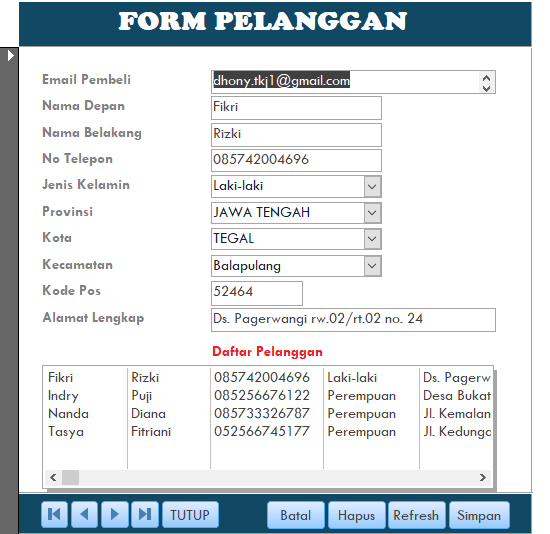 FORM PELANGGAN
Email Pembeli dhony.tkj1@gmail.com
Nama Depan Fikri
Nama Belakang Rizki
No Telepon 085742004696
Jenis Kelamin Laki-laki
Provinsi JAWA TENGAH
Kota TEGAL
Kecamatan Balapulang
Kode Pos 52464
Alamat Lengkap Ds. Pagerwangi rw.02/rt.02 no. 24
Daftar Pelanggan
Fikri Rizki 085742004696 Laki-laki Ds. Pagerw
Indry Puji 085256676122 Perempuan Desa Bukat
Nanda Diana 085733326787 Perempuan Jl. Kemalan
Tasya Fitriani 052566745177 Perempuan Jl. Kedungc
TUTUP Batal Hapus Refresh Simpan